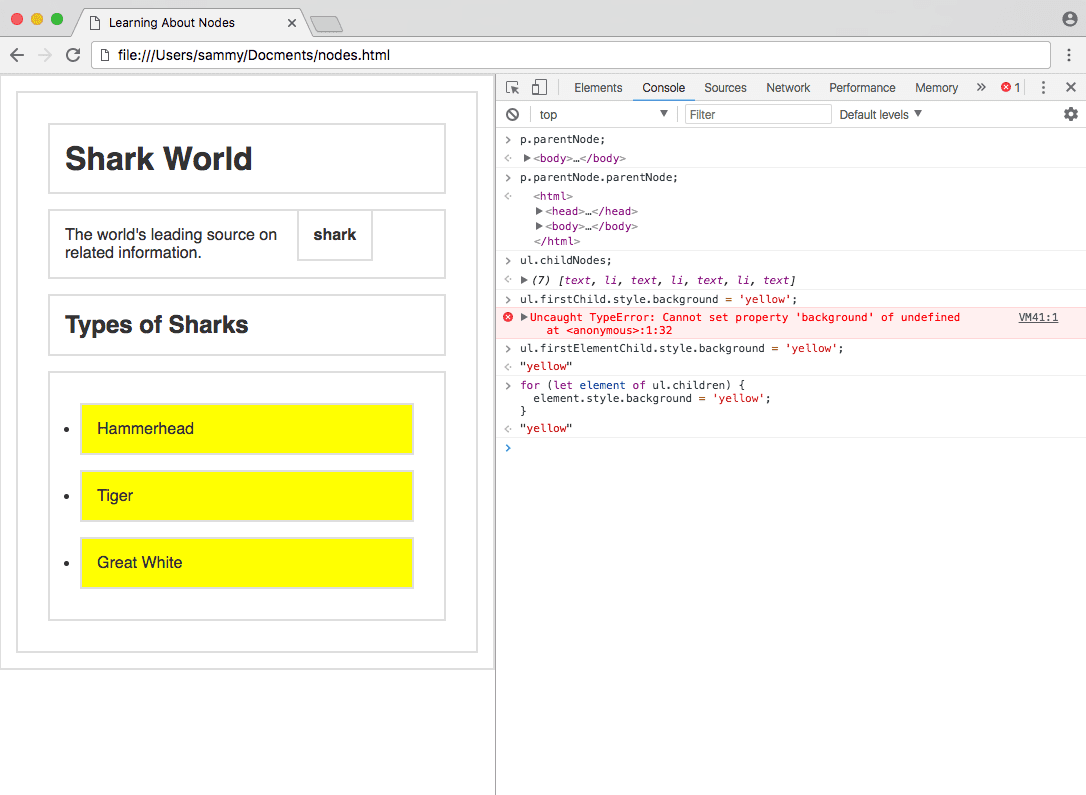 Learning About Nodes
file:///Users/sammy/Docments/nodes.html
Shark World
The world's leading source on
related information.
shark
Types of Sharks
Hammerhead
Tiger
Great White
Elements Console Sources Network Performance Memory » 1
top Filter Default levels
p.parentNode;
<body>…</body>
p.parentNode.parentNode;
<html>
<head>…</head>
<body>…</body>
</html>
ul.childNodes;
(7) [text, li, text, li, text, li, text]
ul.firstChild.style.background = 'yellow';
Uncaught TypeError: Cannot set property 'background' of undefined VM41:1
at <anonymous>:1:32
ul.firstElementChild.style.background = 'yellow';
"yellow"
for (let element of ul.children) {
element.style.background = 'yellow';
}
"yellow"